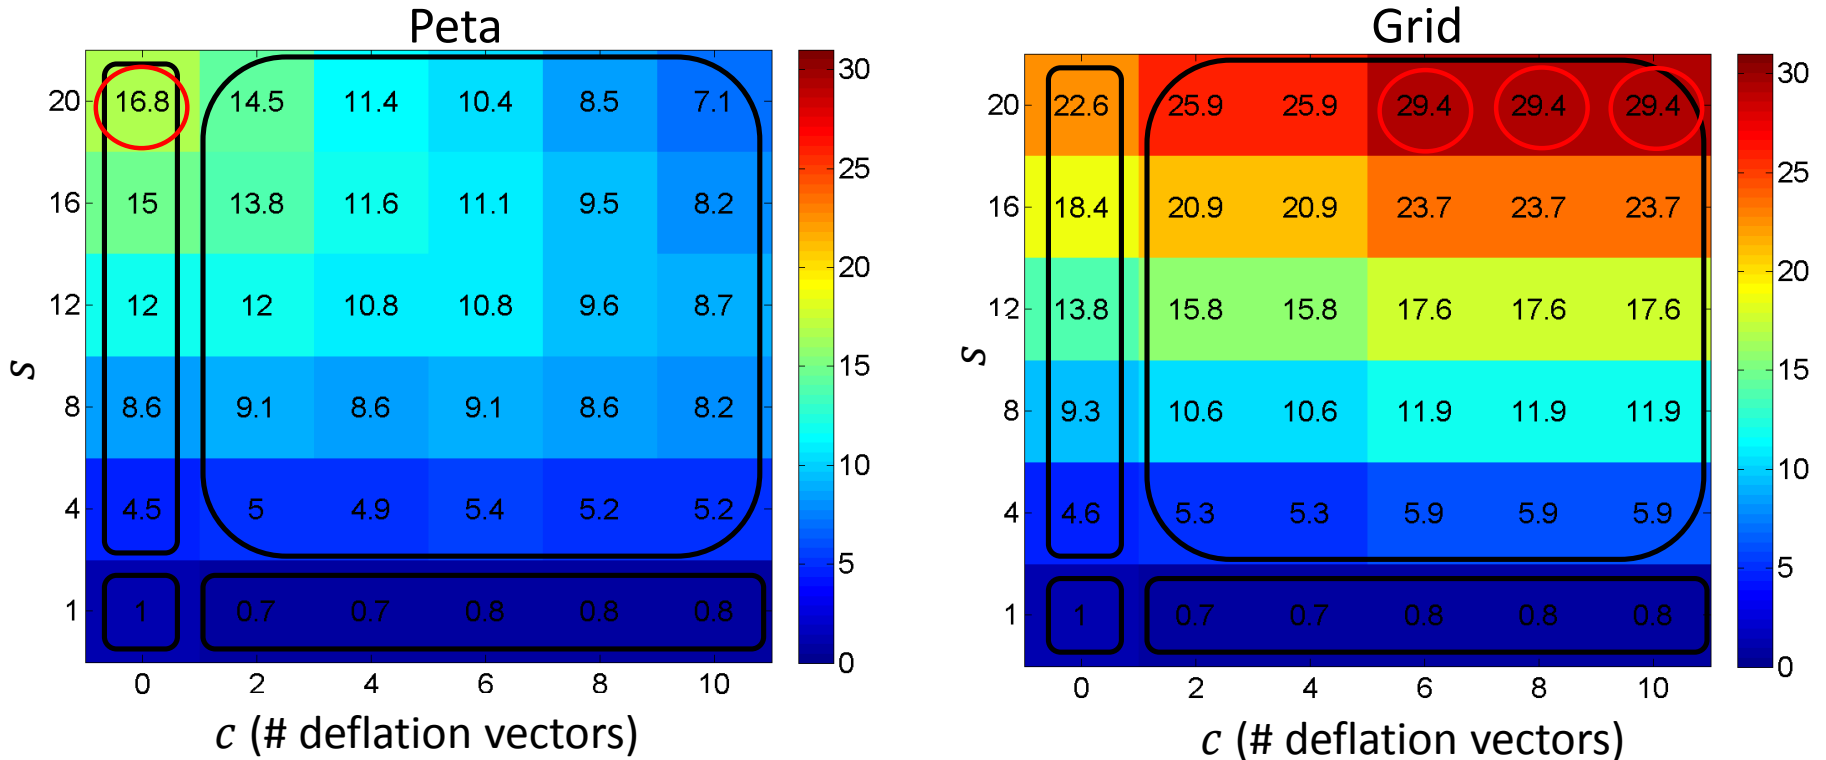 Peta
20 16.8 14.5 11.4 10.4 8.5 7.1
16 15 13.8 11.6 11.1 9.5 8.2
12 12 12 10.8 10.8 9.6 8.7
8 8.6 9.1 8.6 9.1 8.6 8.2
4 4.5 5 4.9 5.4 5.2 5.2
1 1 0.7 0.7 0.8 0.8 0.8
0 2 4 6 8 10
s
c (# deflation vectors)
30
25
20
15
10
5
0
Grid
20 22.6 25.9 25.9 29.4 29.4 29.4
16 18.4 20.9 20.9 23.7 23.7 23.7
12 13.8 15.8 15.8 17.6 17.6 17.6
8 9.3 10.6 10.6 11.9 11.9 11.9
4 4.6 5.3 5.3 5.9 5.9 5.9
1 1 0.7 0.7 0.8 0.8 0.8
0 2 4 6 8 10
s
c (# deflation vectors)
30
25
20
15
10
5
0